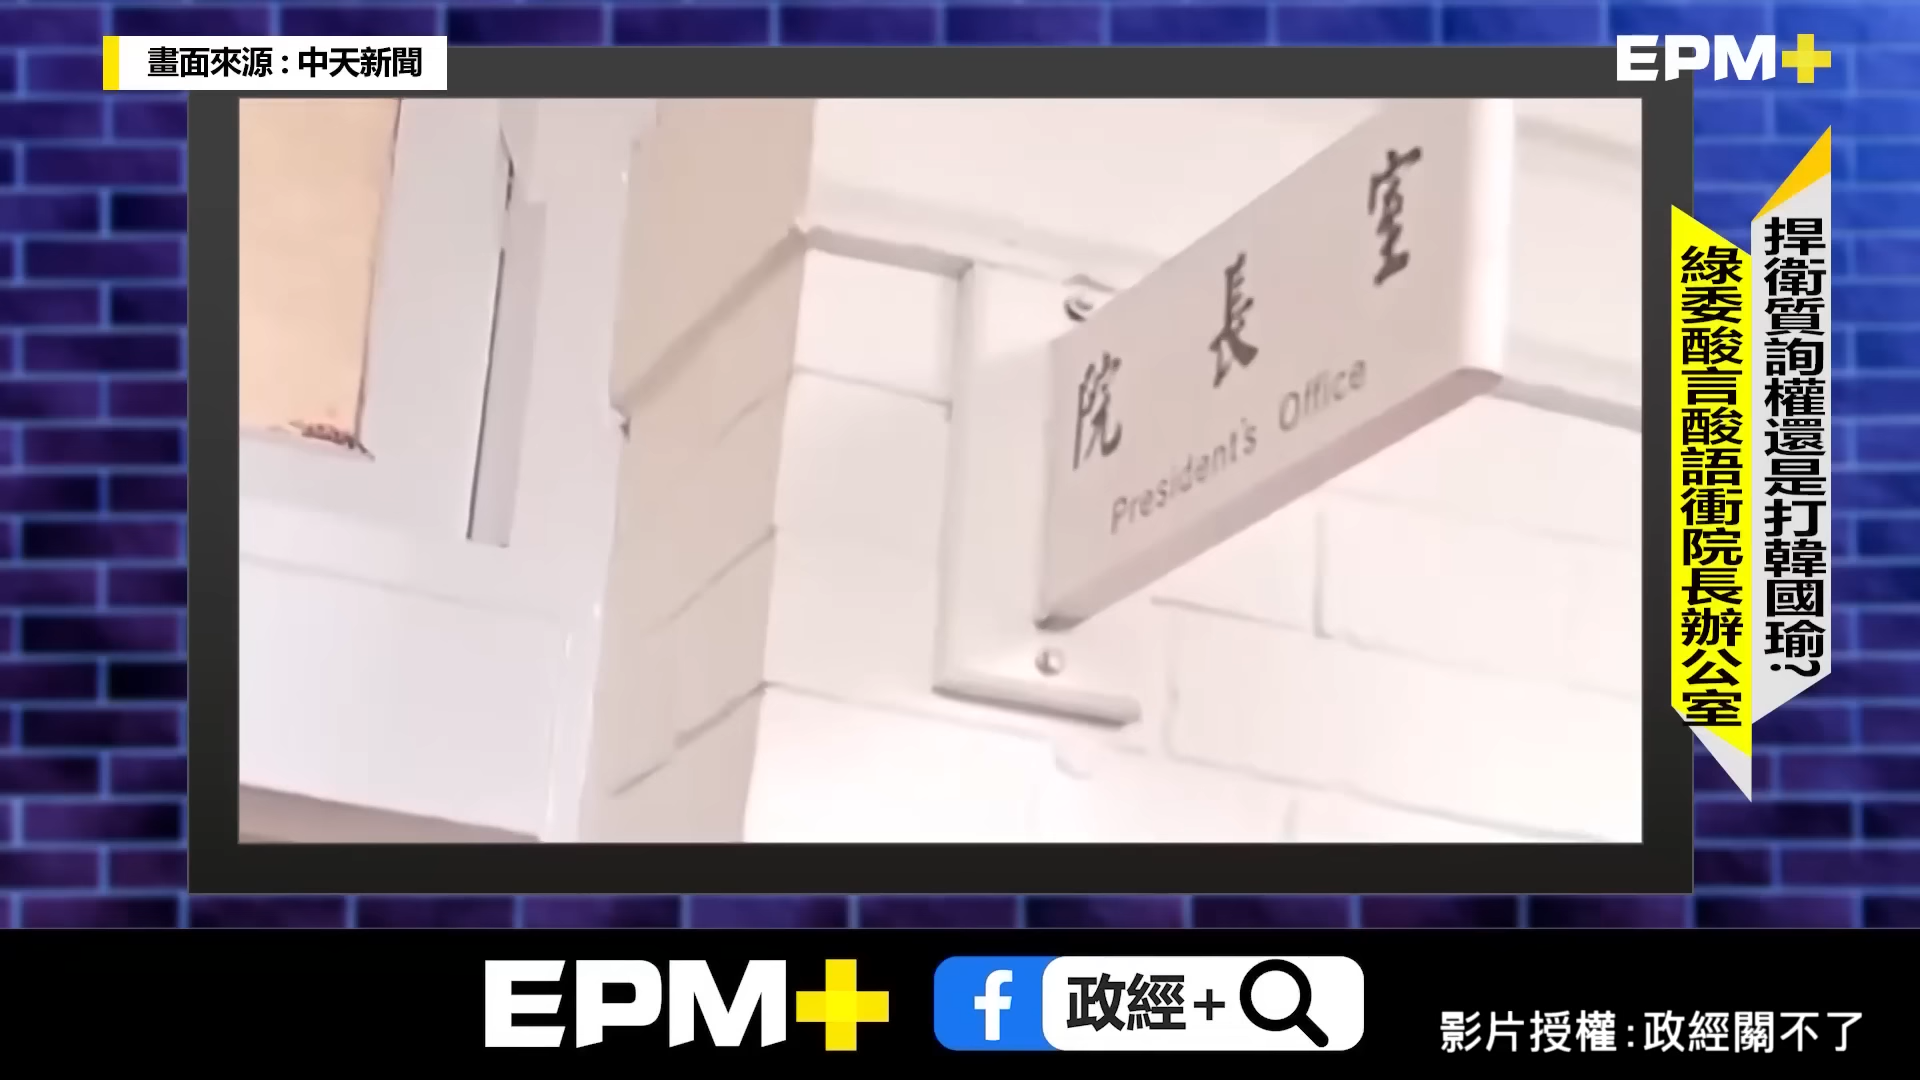 畫面來源:中天新聞
EPM+
捍衛質詢權還是打韓國瑜?
綠委酸言酸語衝院長辦公室
院長室
President's Office
EPM+
政經+
影片授權:政經關不了